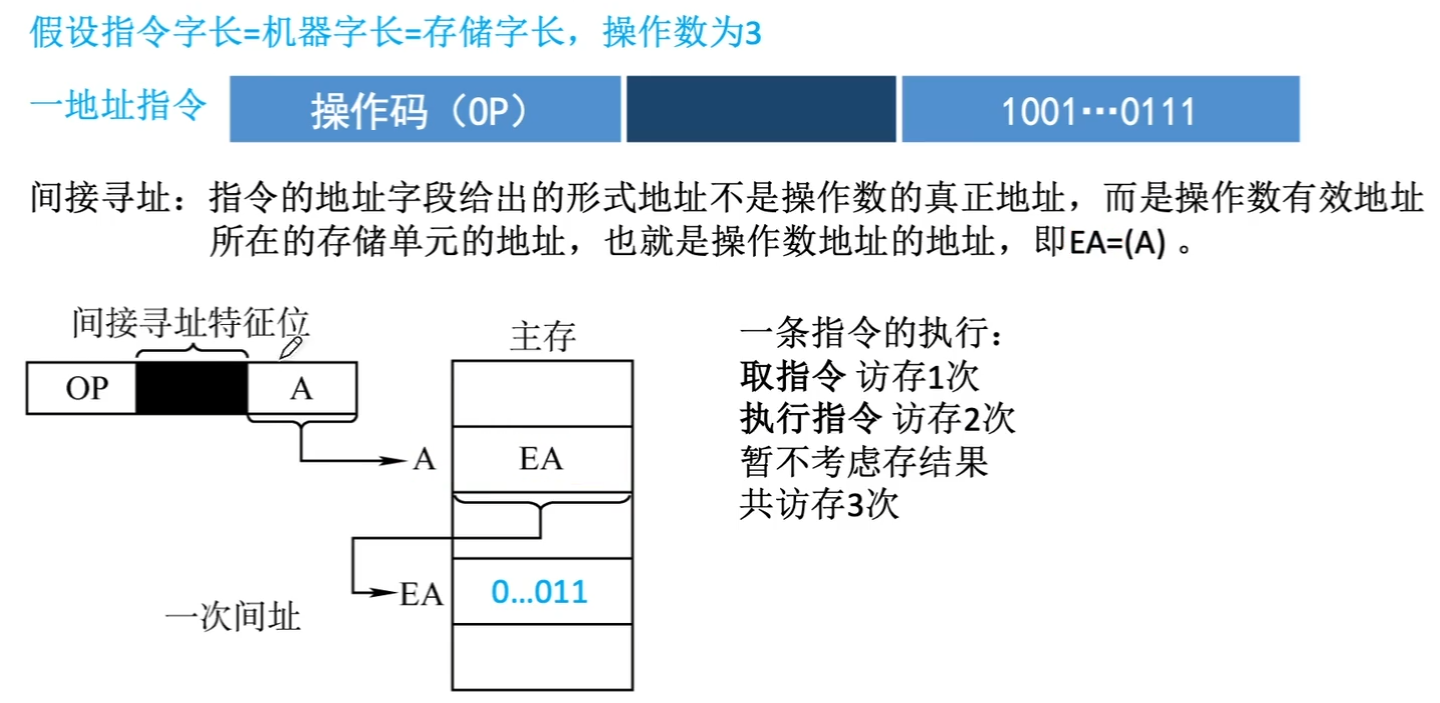 假设指令字长=机器字长=存储字长，操作数为3
一地址指令 操作码（OP） 1001…0111
间接寻址：指令的地址字段给出的形式地址不是操作数的真正地址，而是操作数有效地址
所在的存储单元的地址，也就是操作数地址的地址，即EA=(A) 。
间接寻址特征位
OP A
主存
A EA
EA 0...011
一次间址
一条指令的执行：
取指令 访存1次
执行指令 访存2次
暂不考虑存结果
共访存3次